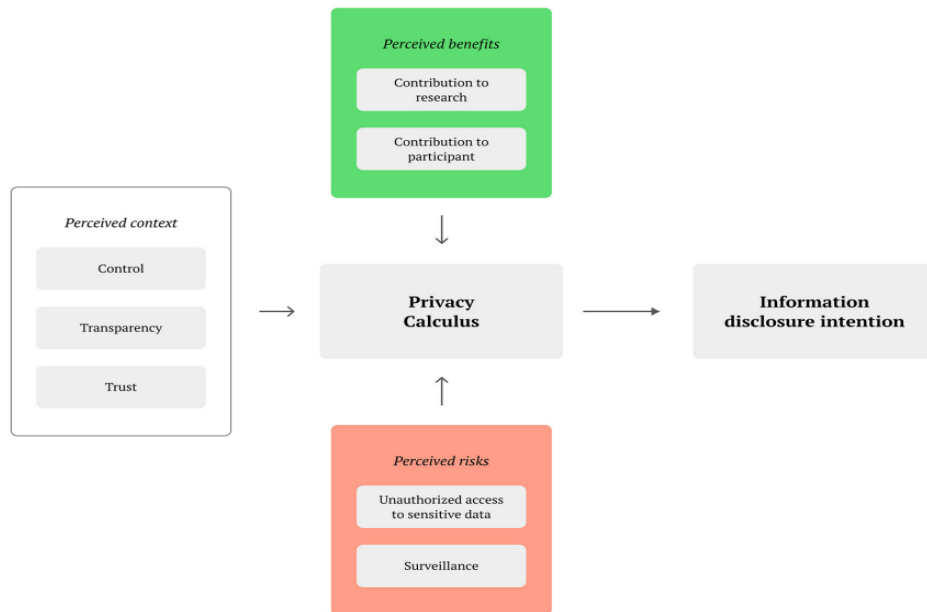 Perceived benefits
Contribution to
research
Contribution to
participant
Perceived context
Control
Transparency
Trust
Privacy
Calculus
Information
disclosure intention
Perceived risks
Unauthorized access
to sensitive data
Surveillance